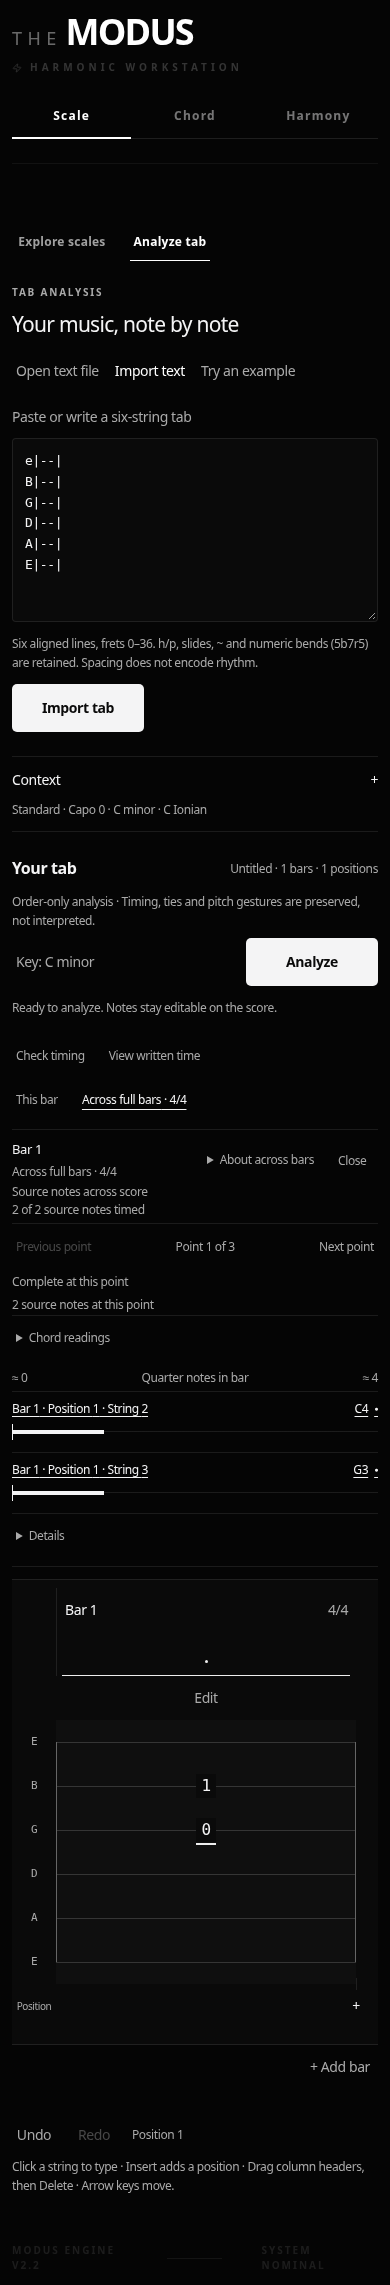 THE MODUS
HARMONIC WORKSTATION
Scale Chord Harmony
Explore scales Analyze tab
TAB ANALYSIS
Your music, note by note
Open text file Import text Try an example
Paste or write a six-string tab
e|--|
B|--|
G|--|
D|--|
A|--|
E|--|
Six aligned lines, frets 0–36. h/p, slides, ~ and numeric bends (5b7r5)
are retained. Spacing does not encode rhythm.
Import tab
Context +
Standard · Capo 0 · C minor · C Ionian
Your tab Untitled · 1 bars · 1 positions
Order-only analysis · Timing, ties and pitch gestures are preserved,
not interpreted.
Key: C minor Analyze
Ready to analyze. Notes stay editable on the score.
Check timing View written time
This bar Across full bars · 4/4
Bar 1
Across full bars · 4/4
▶ About across bars Close
Source notes across score
2 of 2 source notes timed
Previous point Point 1 of 3 Next point
Complete at this point
2 source notes at this point
▶ Chord readings
≈ 0 Quarter notes in bar ≈ 4
Bar 1 · Position 1 · String 2 C4 •
Bar 1 · Position 1 · String 3 G3 •
▶ Details
Bar 1 4/4
•
Edit
E
B 1
G 0
D
A
E
Position +
+ Add bar
Undo Redo Position 1
Click a string to type · Insert adds a position · Drag column headers,
then Delete · Arrow keys move.
MODUS ENGINE V2.2
SYSTEM NOMINAL